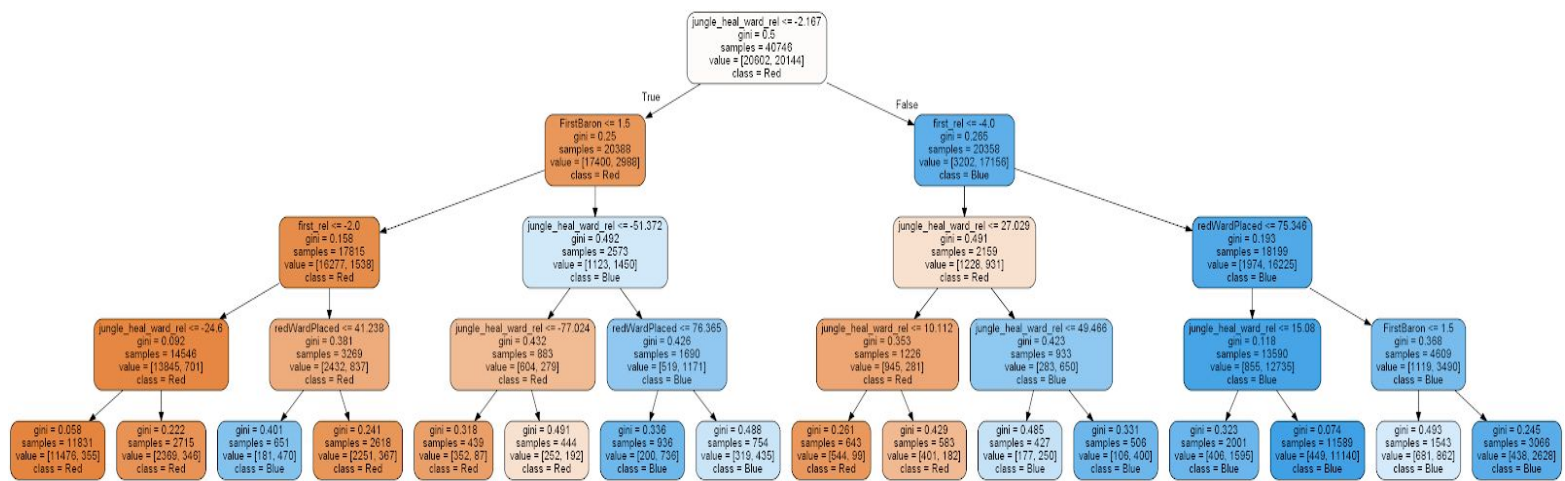 jungle_heal_ward_rel <= -2.167
gini = 0.5
samples = 40746
value = [20602, 20144]
class = Red
True
False
FirstBaron <= 1.5
gini = 0.25
samples = 20388
value = [17400, 2988]
class = Red
first_rel <= -4.0
gini = 0.265
samples = 20358
value = [3202, 17156]
class = Blue
first_rel <= -2.0
gini = 0.158
samples = 17815
value = [16277, 1538]
class = Red
jungle_heal_ward_rel <= -51.372
gini = 0.492
samples = 2573
value = [1123, 1450]
class = Blue
jungle_heal_ward_rel <= 27.029
gini = 0.491
samples = 2159
value = [1228, 931]
class = Red
redWardPlaced <= 75.346
gini = 0.193
samples = 18199
value = [1974, 16225]
class = Blue
jungle_heal_ward_rel <= -24.6
gini = 0.092
samples = 14546
value = [13845, 701]
class = Red
redWardPlaced <= 41.238
gini = 0.381
samples = 3269
value = [2432, 837]
class = Red
jungle_heal_ward_rel <= -77.024
gini = 0.432
samples = 883
value = [604, 279]
class = Red
redWardPlaced <= 76.365
gini = 0.426
samples = 1690
value = [519, 1171]
class = Blue
jungle_heal_ward_rel <= 10.112
gini = 0.353
samples = 1226
value = [945, 281]
class = Red
jungle_heal_ward_rel <= 49.466
gini = 0.423
samples = 933
value = [283, 650]
class = Blue
jungle_heal_ward_rel <= 15.08
gini = 0.118
samples = 13590
value = [855, 12735]
class = Blue
FirstBaron <= 1.5
gini = 0.368
samples = 4609
value = [1119, 3490]
class = Blue
gini = 0.058
samples = 11831
value = [11476, 355]
class = Red
gini = 0.222
samples = 2715
value = [2369, 346]
class = Red
gini = 0.401
samples = 651
value = [181, 470]
class = Blue
gini = 0.241
samples = 2618
value = [2251, 367]
class = Red
gini = 0.318
samples = 439
value = [352, 87]
class = Red
gini = 0.491
samples = 444
value = [252, 192]
class = Red
gini = 0.336
samples = 936
value = [200, 736]
class = Blue
gini = 0.488
samples = 754
value = [319, 435]
class = Blue
gini = 0.261
samples = 643
value = [544, 99]
class = Red
gini = 0.429
samples = 583
value = [401, 182]
class = Red
gini = 0.485
samples = 427
value = [177, 250]
class = Blue
gini = 0.331
samples = 506
value = [106, 400]
class = Blue
gini = 0.323
samples = 2001
value = [406, 1595]
class = Blue
gini = 0.074
samples = 11589
value = [449, 11140]
class = Blue
gini = 0.493
samples = 1543
value = [681, 862]
class = Blue
gini = 0.245
samples = 3066
value = [438, 2628]
class = Blue